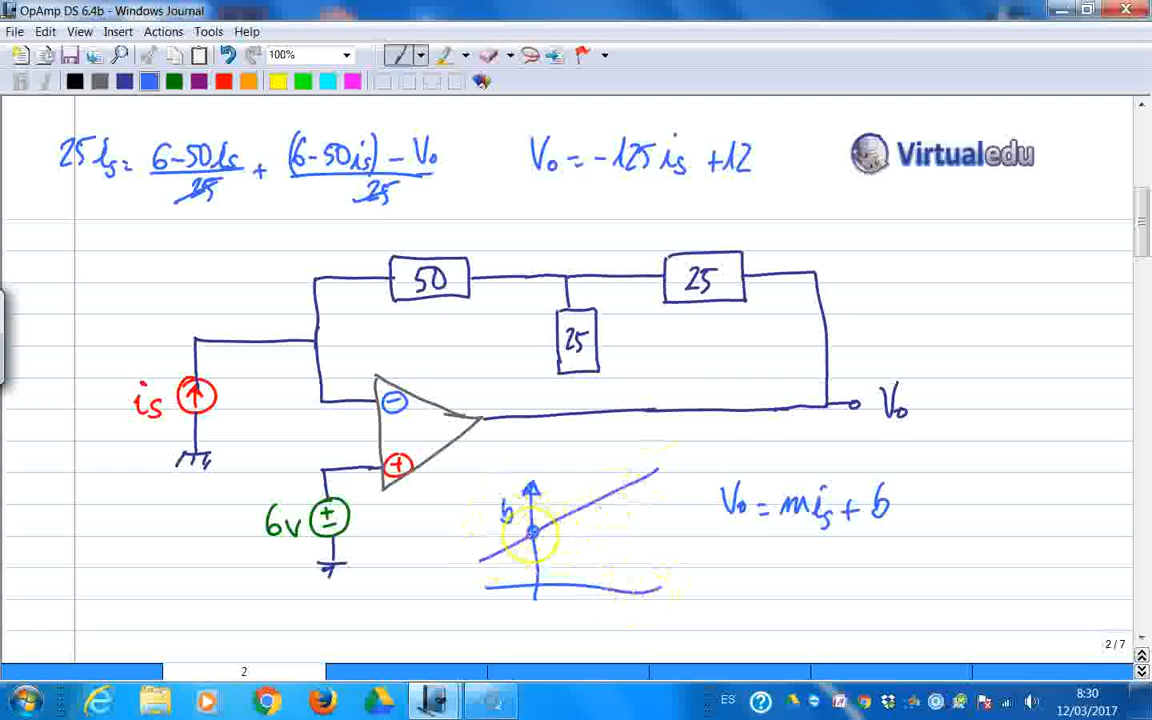 OpAmp DS 6.4b - Windows Journal
File Edit View Insert Actions Tools Help
100%
25is = (6-50is)/25 + ((6-50is) - Vo)/25
Vo = -125is + 12
Virtualedu
50
25
25
is
−
+
Vo
6v
±
b
Vo = mis + b
2/7
2
ES
8:30
12/03/2017